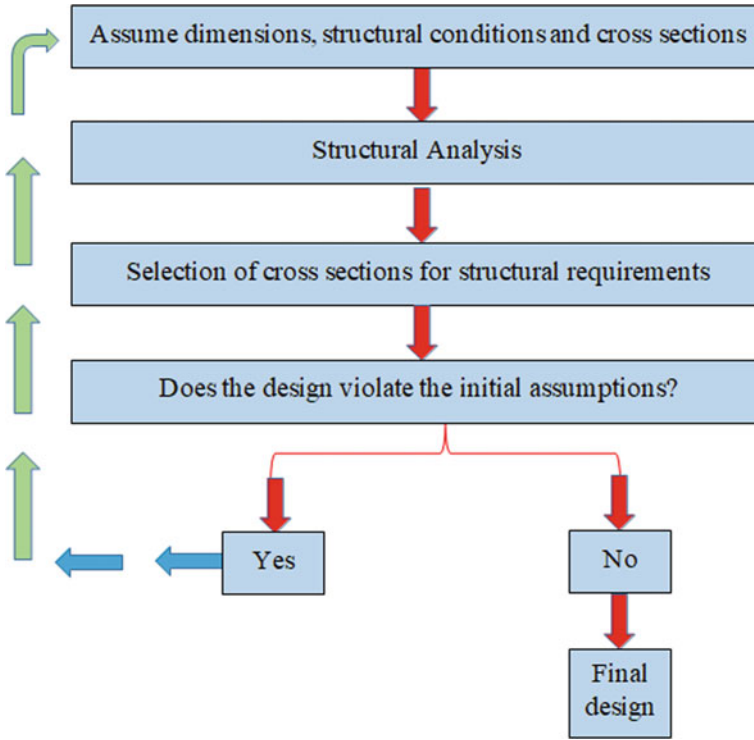 Assume dimensions, structural conditions and cross sections
Structural Analysis
Selection of cross sections for structural requirements
Does the design violate the initial assumptions?
Yes
No
Final
design